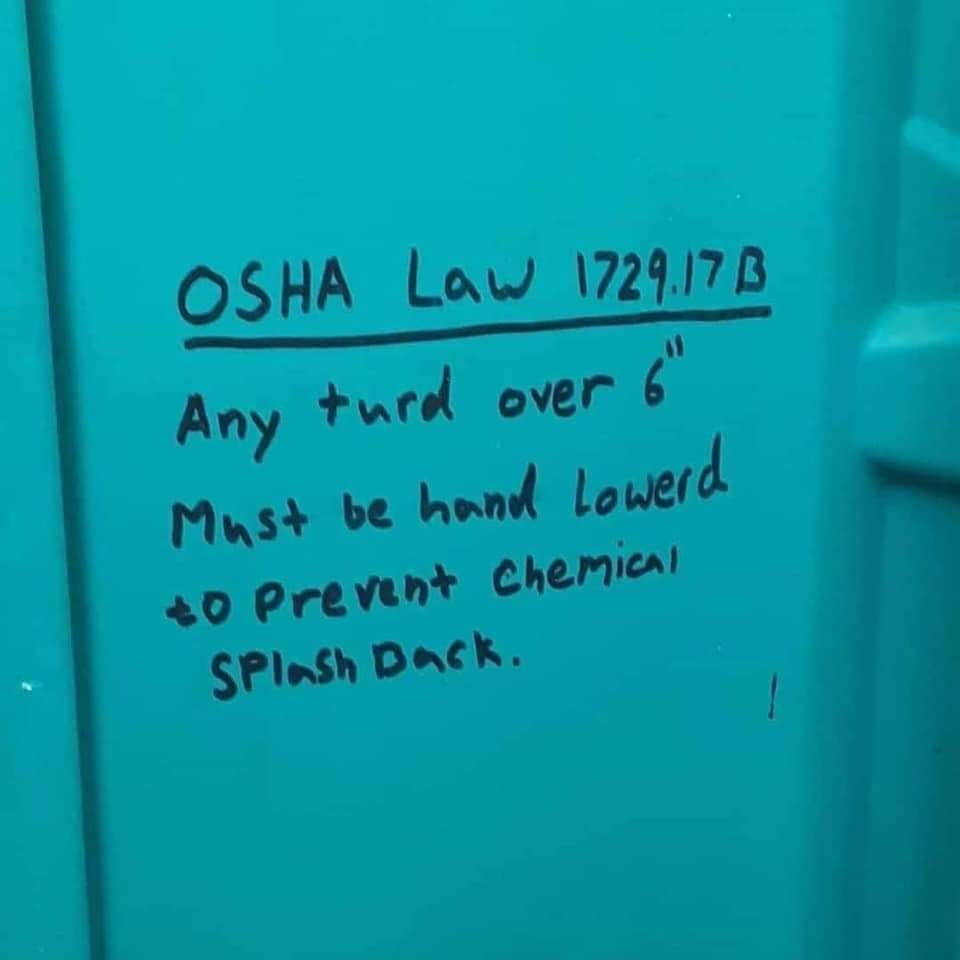 OSHA Law 1729.17B
Any turd over 6"
Must be hand Lowerd
to Prevent Chemical
SPlash Back.